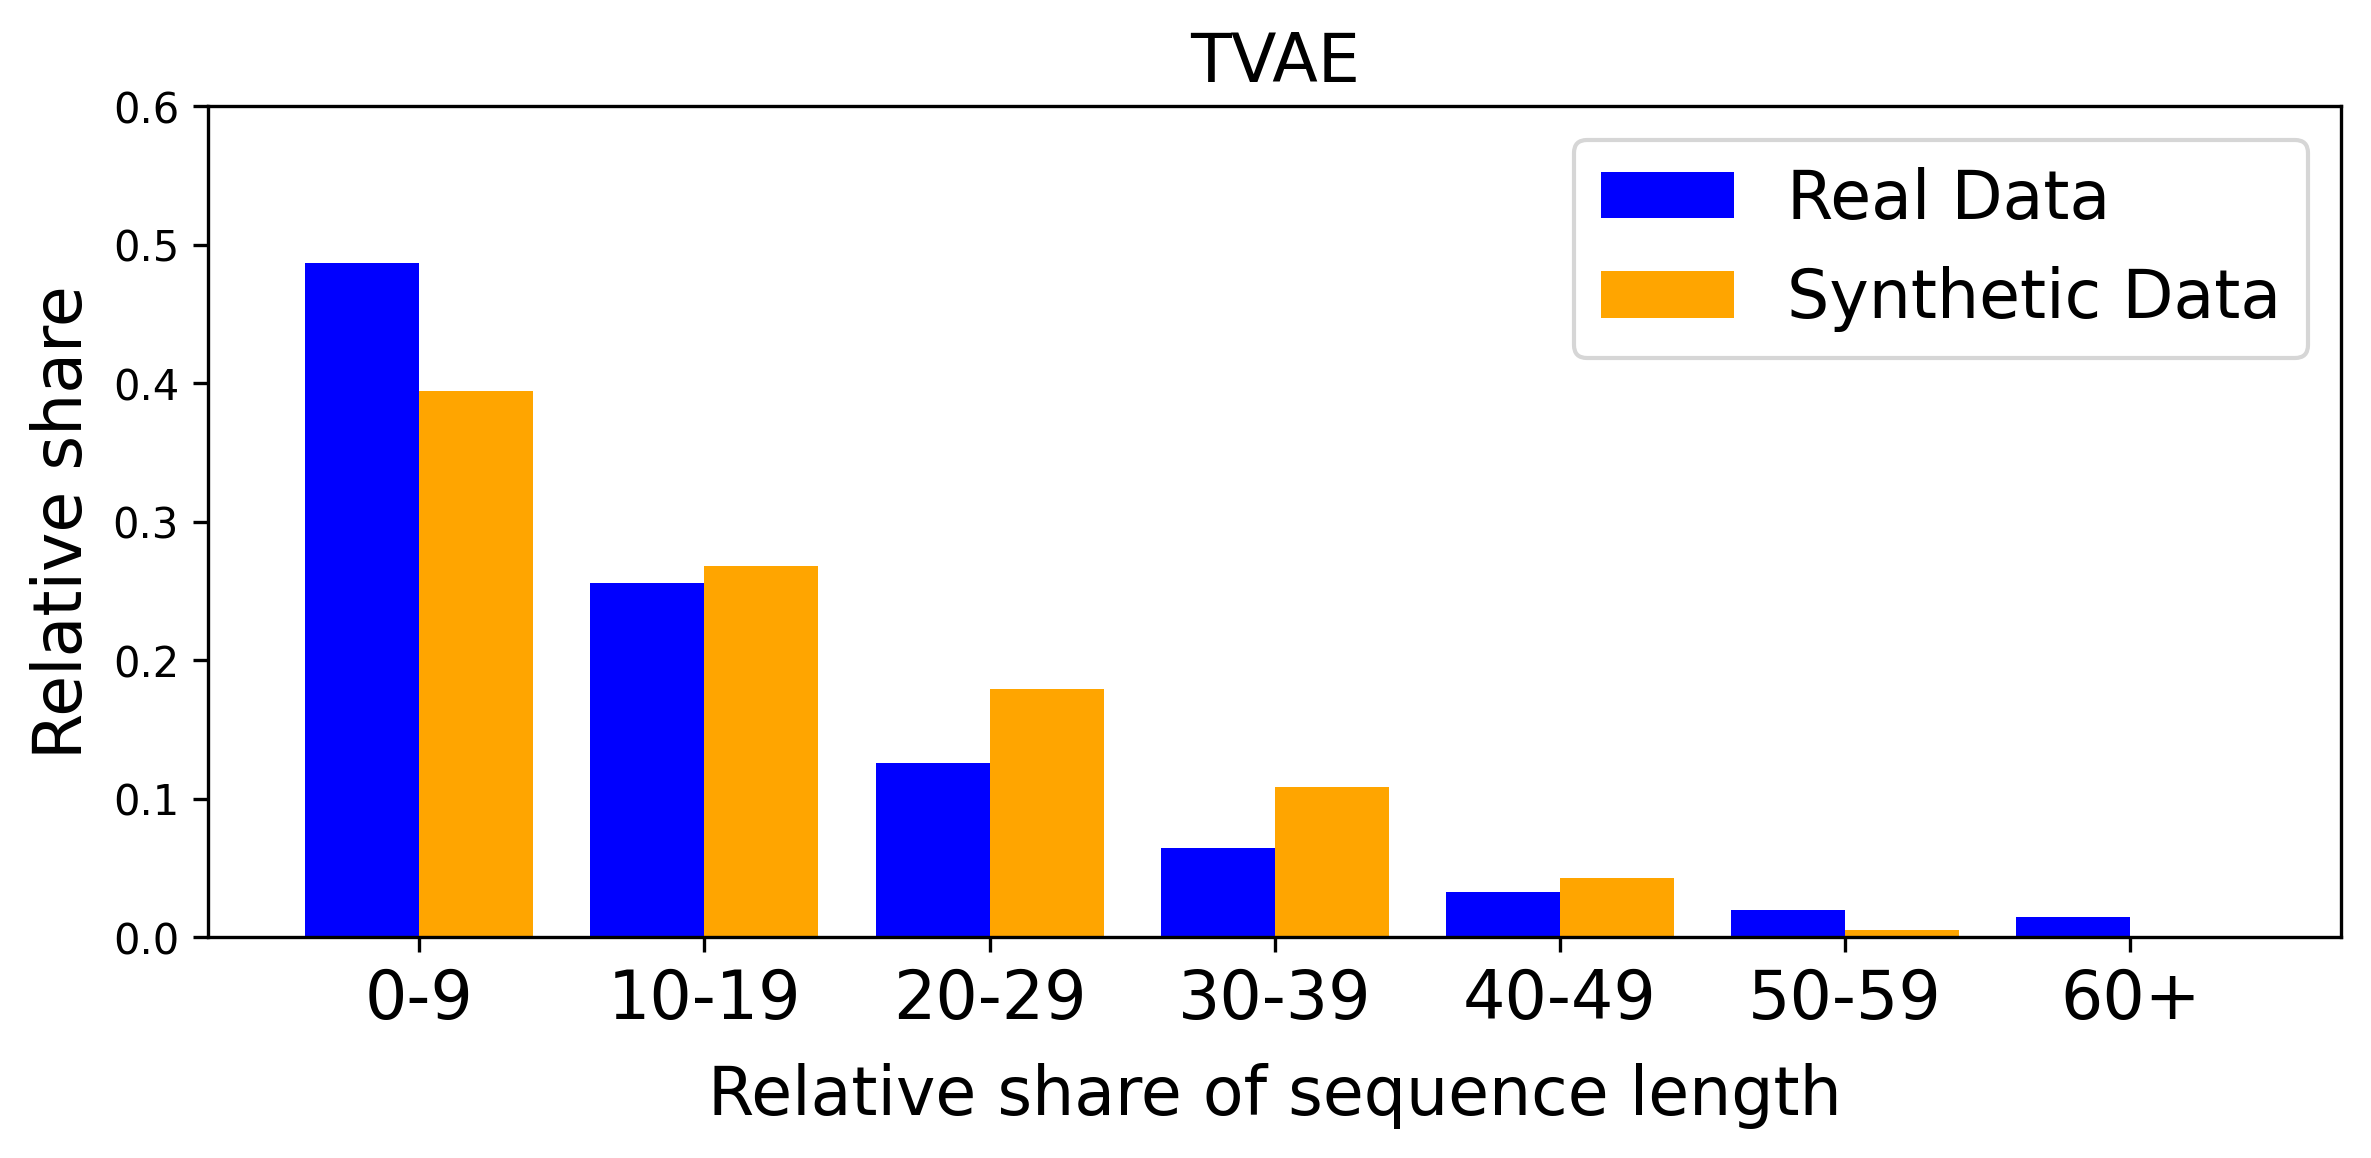 TVAE
0.6
0.5
0.4
0.3
0.2
0.1
0.0
Relative share
Real Data
Synthetic Data
0-9 10-19 20-29 30-39 40-49 50-59 60+
Relative share of sequence length